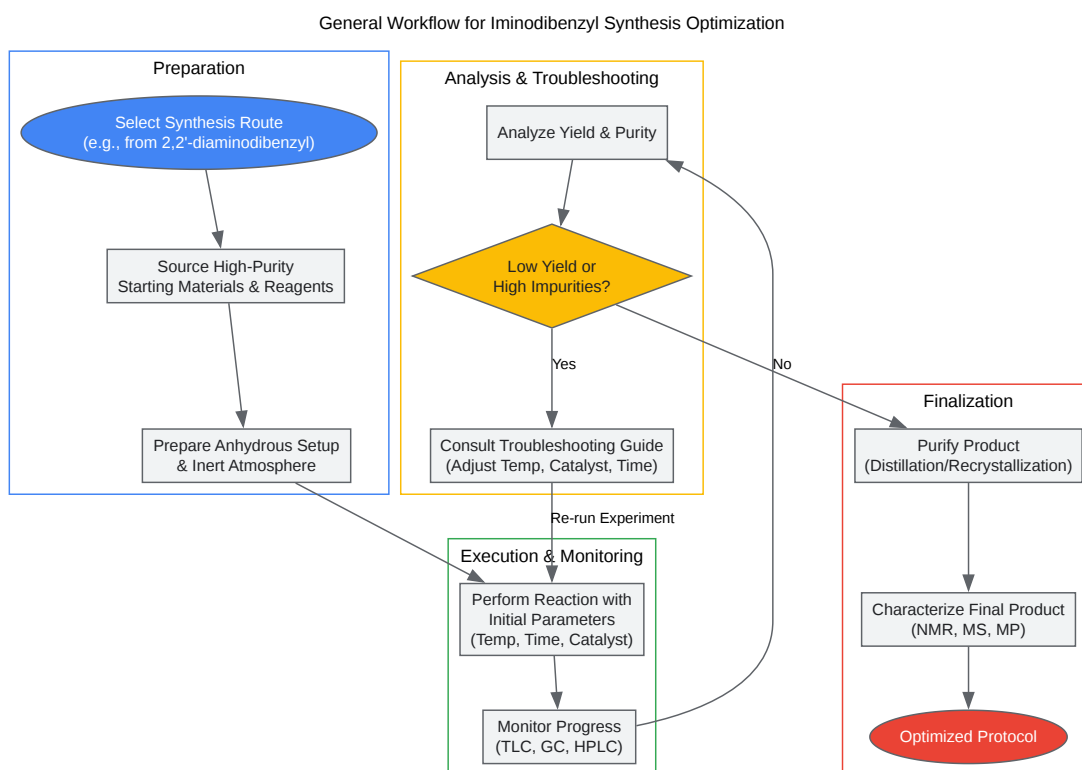 General Workflow for Iminodibenzyl Synthesis Optimization
Preparation
Select Synthesis Route
(e.g., from 2,2'-diaminodibenzyl)
Source High-Purity
Starting Materials & Reagents
Prepare Anhydrous Setup
& Inert Atmosphere
Analysis & Troubleshooting
Analyze Yield & Purity
Low Yield or
High Impurities?
Yes
No
Consult Troubleshooting Guide
(Adjust Temp, Catalyst, Time)
Re-run Experiment
Execution & Monitoring
Perform Reaction with
Initial Parameters
(Temp, Time, Catalyst)
Monitor Progress
(TLC, GC, HPLC)
Finalization
Purify Product
(Distillation/Recrystallization)
Characterize Final Product
(NMR, MS, MP)
Optimized Protocol